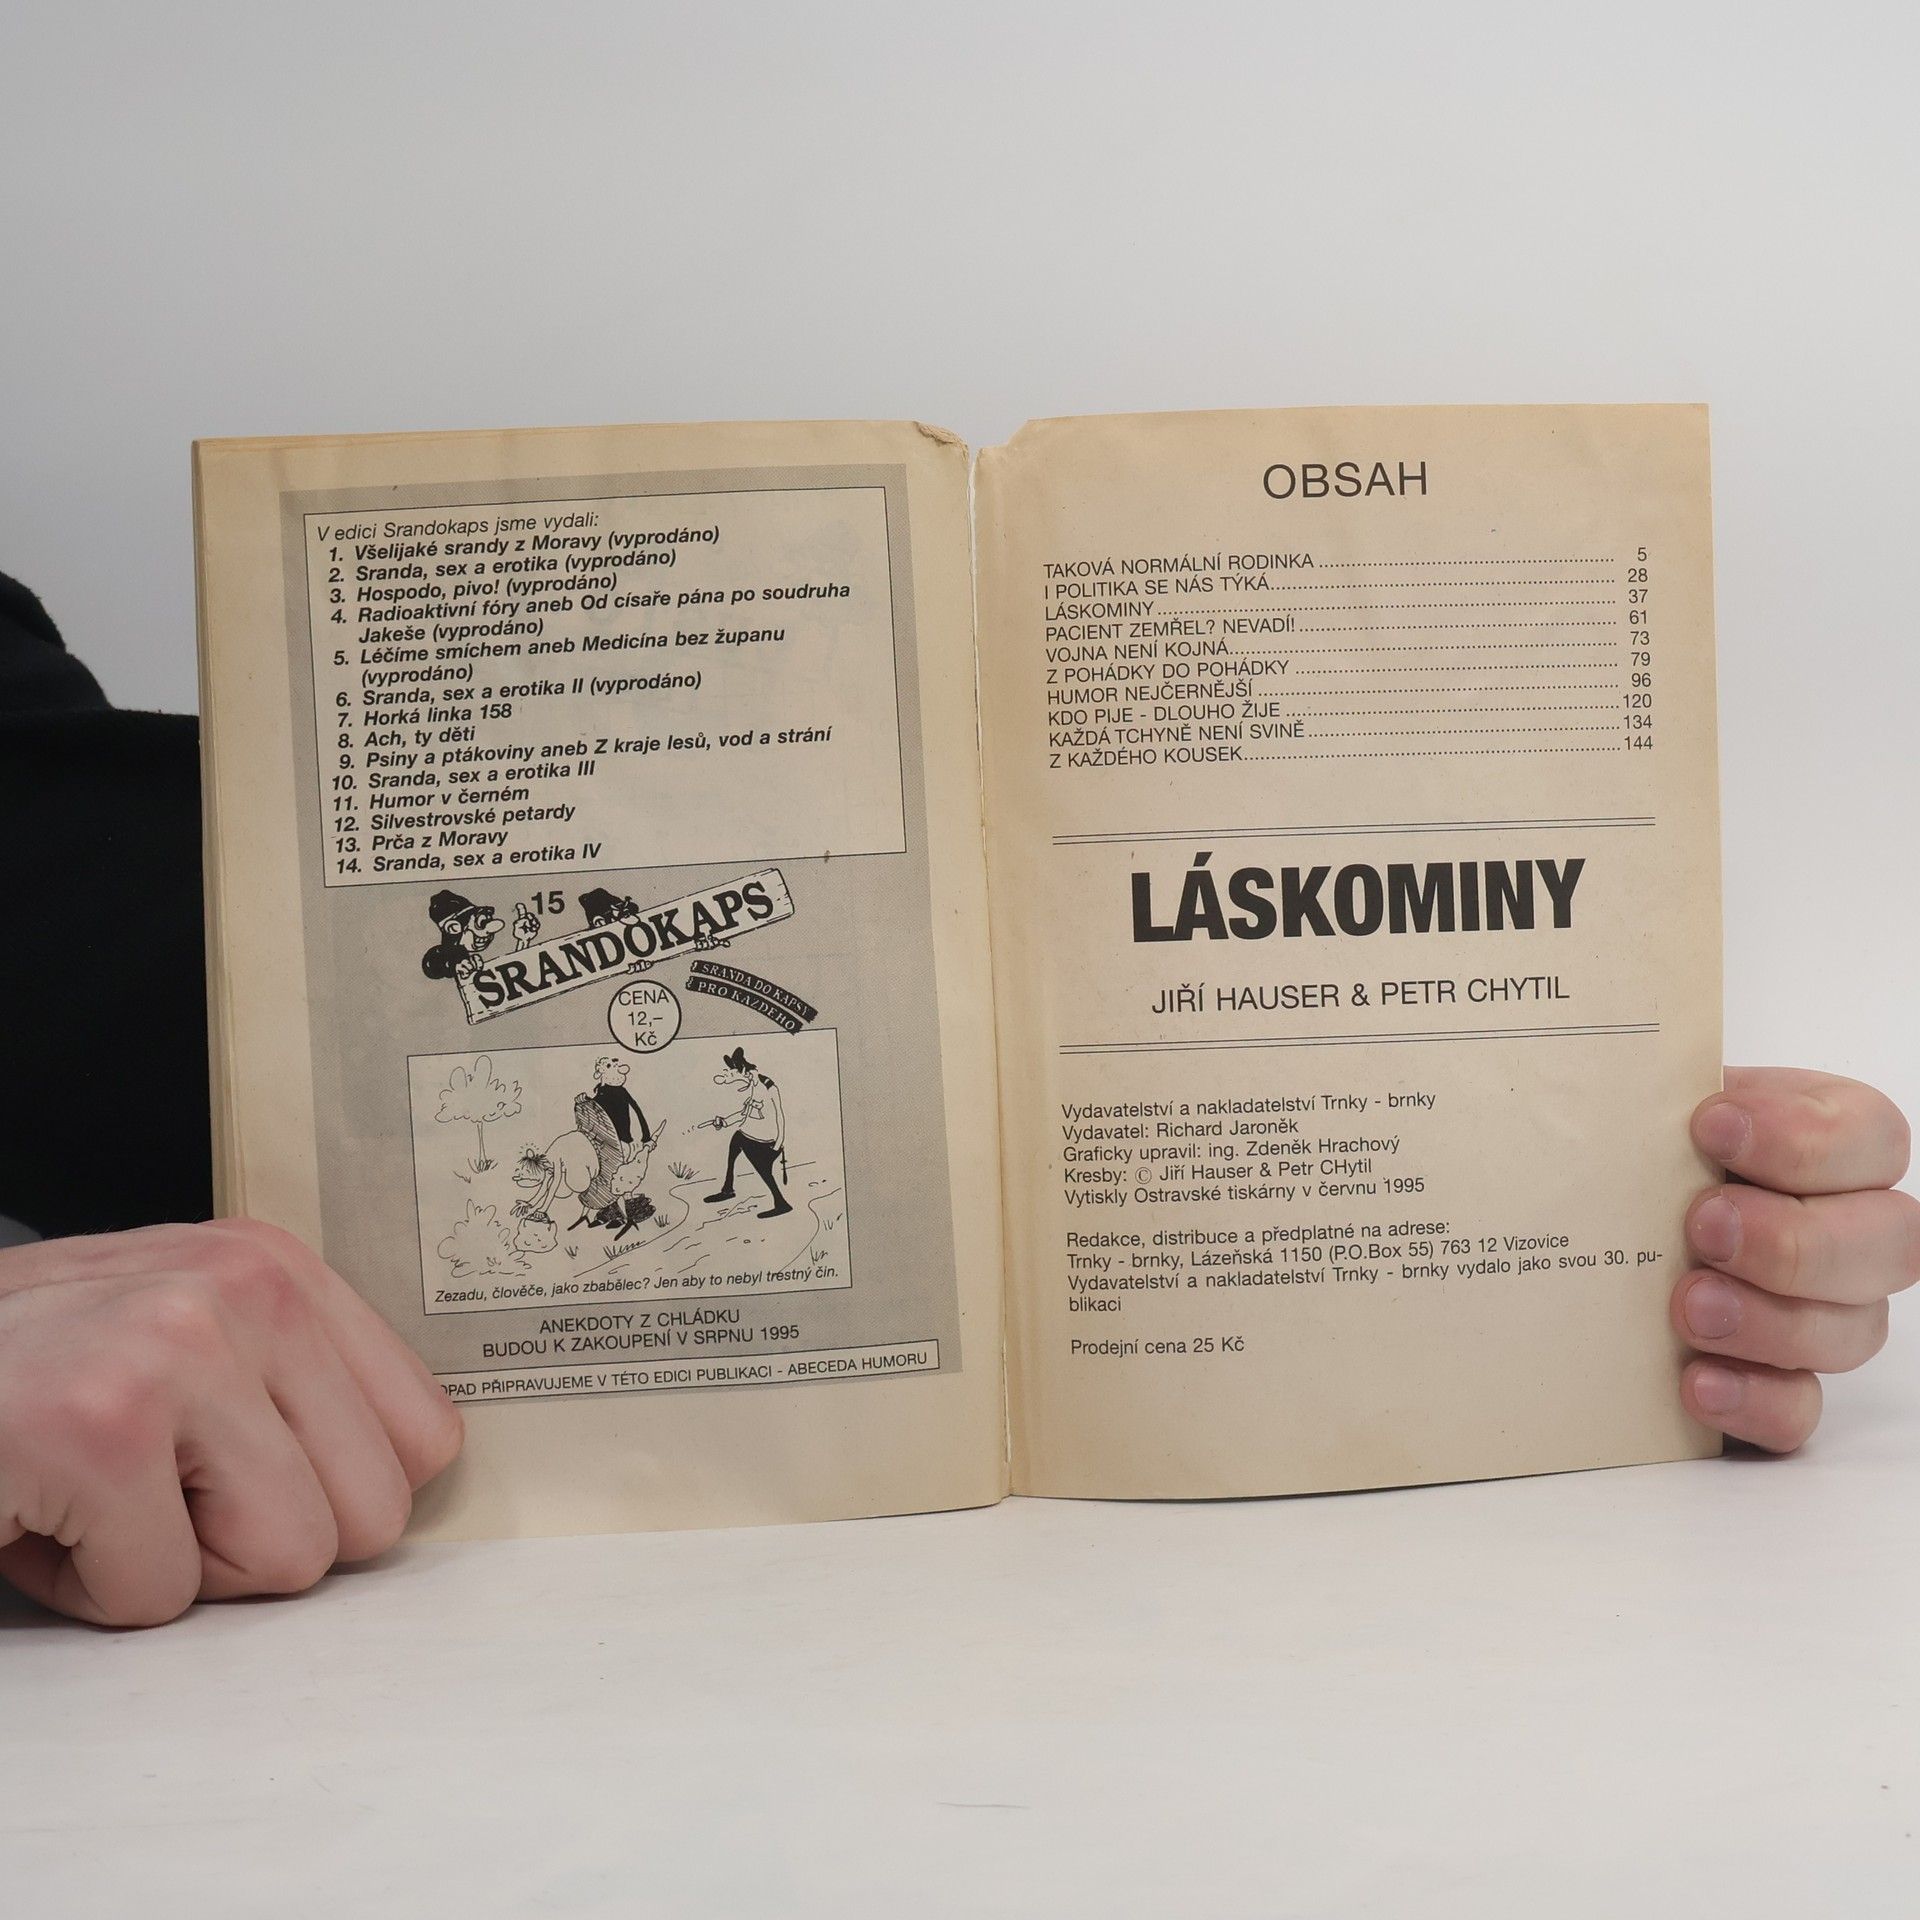 V edici Srandokaps jsme vydali:
1. Všelijaké srandy z Moravy (vyprodáno)
2. Sranda, sex a erotika (vyprodáno)
3. Hospodo, pivo! (vyprodáno)
4. Radioaktivní fóry aneb Od císaře pána po soudruha
Jakeše (vyprodáno)
5. Léčíme smíchem aneb Medicína bez županu
(vyprodáno)
6. Sranda, sex a erotika II (vyprodáno)
7. Horká linka 158
8. Ach, ty děti
9. Psiny a ptákoviny aneb Z kraje lesů, vod a strání
10. Sranda, sex a erotika III
11. Humor v černém
12. Silvestrovské petardy
13. Prča z Moravy
14. Sranda, sex a erotika IV
15
SRANDOKAPS
SRANDA DO KAPSY
PRO KAŽDÉHO
CENA
12,–
Kč
Zezadu, člověče, jako zbabělec? Jen aby to nebyl trestný čin.
ANEKDOTY Z CHLÁDKU
BUDOU K ZAKOUPENÍ V SRPNU 1995
PŘIPRAVUJEME V TÉTO EDICI PUBLIKACI - ABECEDA HUMORU
OBSAH
TAKOVÁ NORMÁLNÍ RODINKA ........ 5
I POLITIKA SE NÁS TÝKÁ........ 28
LÁSKOMINY ........ 37
PACIENT ZEMŘEL? NEVADÍ! ........ 61
VOJNA NENÍ KOJNÁ........ 73
Z POHÁDKY DO POHÁDKY ........ 79
HUMOR NEJČERNĚJŠÍ ........ 96
KDO PIJE - DLOUHO ŽIJE ........ 120
KAŽDÁ TCHYNĚ NENÍ SVINĚ ........ 134
Z KAŽDÉHO KOUSEK........ 144
LÁSKOMINY
JIŘÍ HAUSER & PETR CHYTIL
Vydavatelství a nakladatelství Trnky - brnky
Vydavatel: Richard Jaroněk
Graficky upravil: ing. Zdeněk Hrachový
Kresby: © Jiří Hauser & Petr CHytil
Vytiskly Ostravské tiskárny v červnu 1995
Redakce, distribuce a předplatné na adrese:
Trnky - brnky, Lázeňská 1150 (P.O.Box 55) 763 12 Vizovice
Vydavatelství a nakladatelství Trnky - brnky vydalo jako svou 30. pu-
blikaci
Prodejní cena 25 Kč